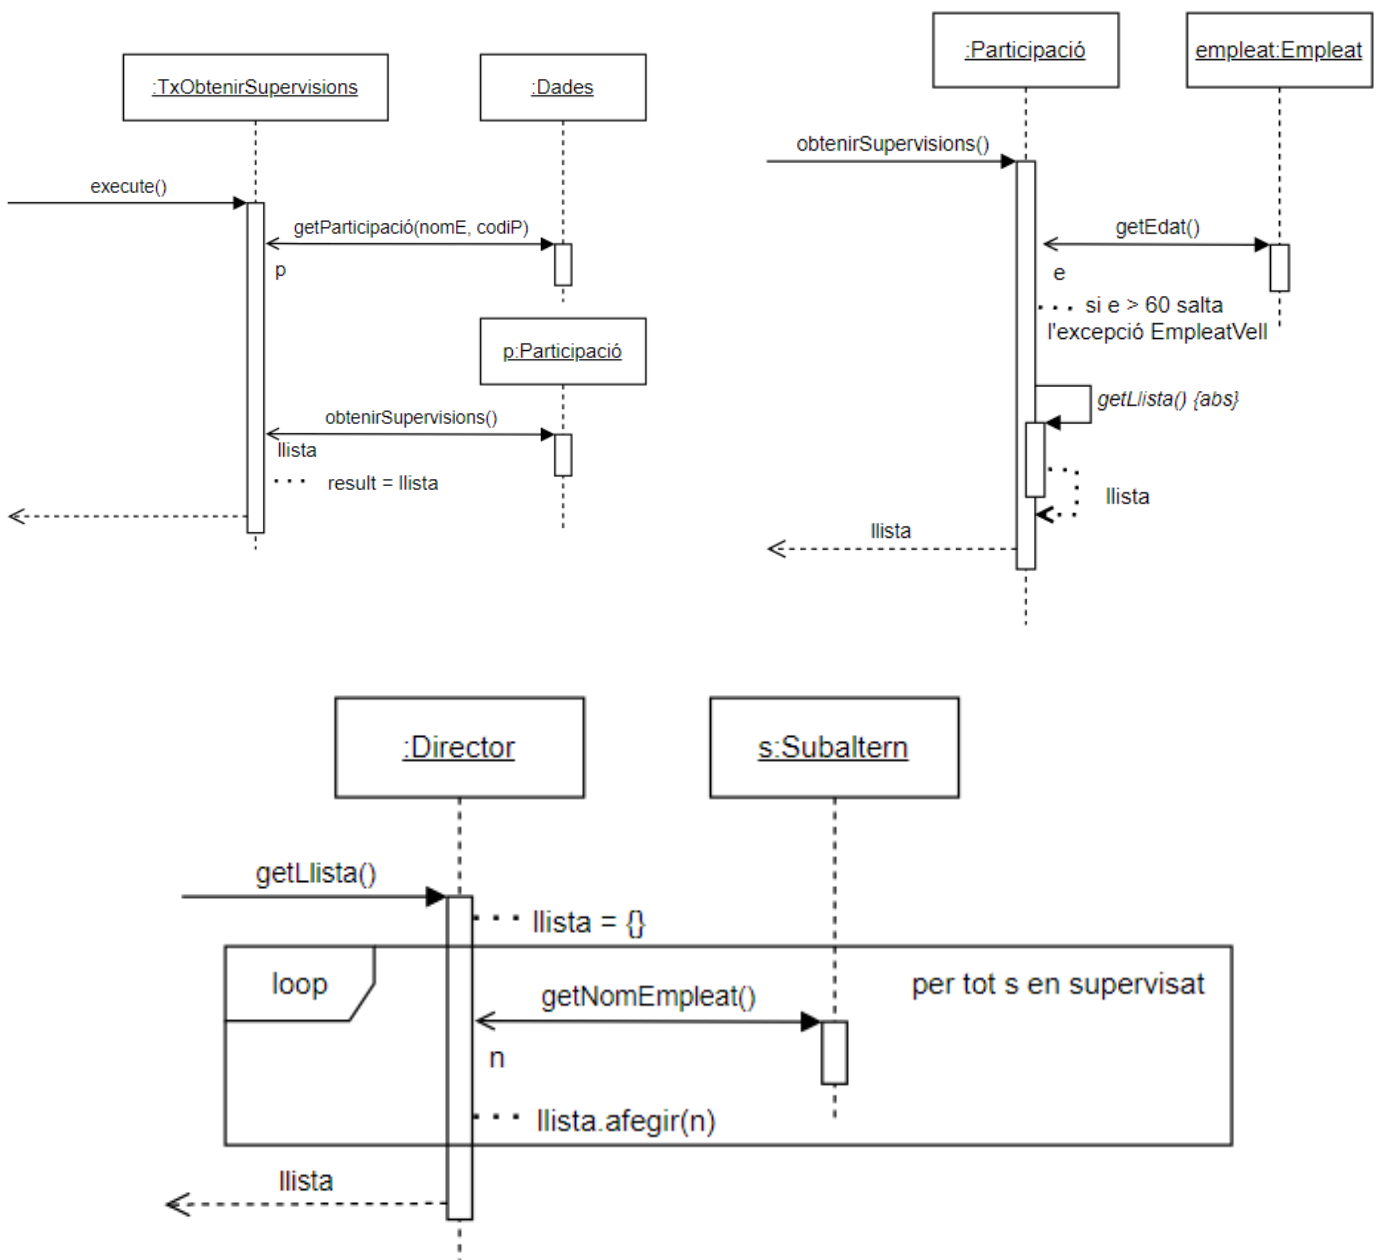 :TxObtenirSupervisions
:Dades
execute()
getParticipació(nomE, codiP)
p
p:Participació
obtenirSupervisions()
llista
result = llista
:Participació
empleat:Empleat
obtenirSupervisions()
getEdat()
e
si e > 60 salta
l'excepció EmpleatVell
getLlista() {abs}
llista
llista
:Director
s:Subaltern
getLlista()
llista = {}
loop
per tot s en supervisat
getNomEmpleat()
n
llista.afegir(n)
llista